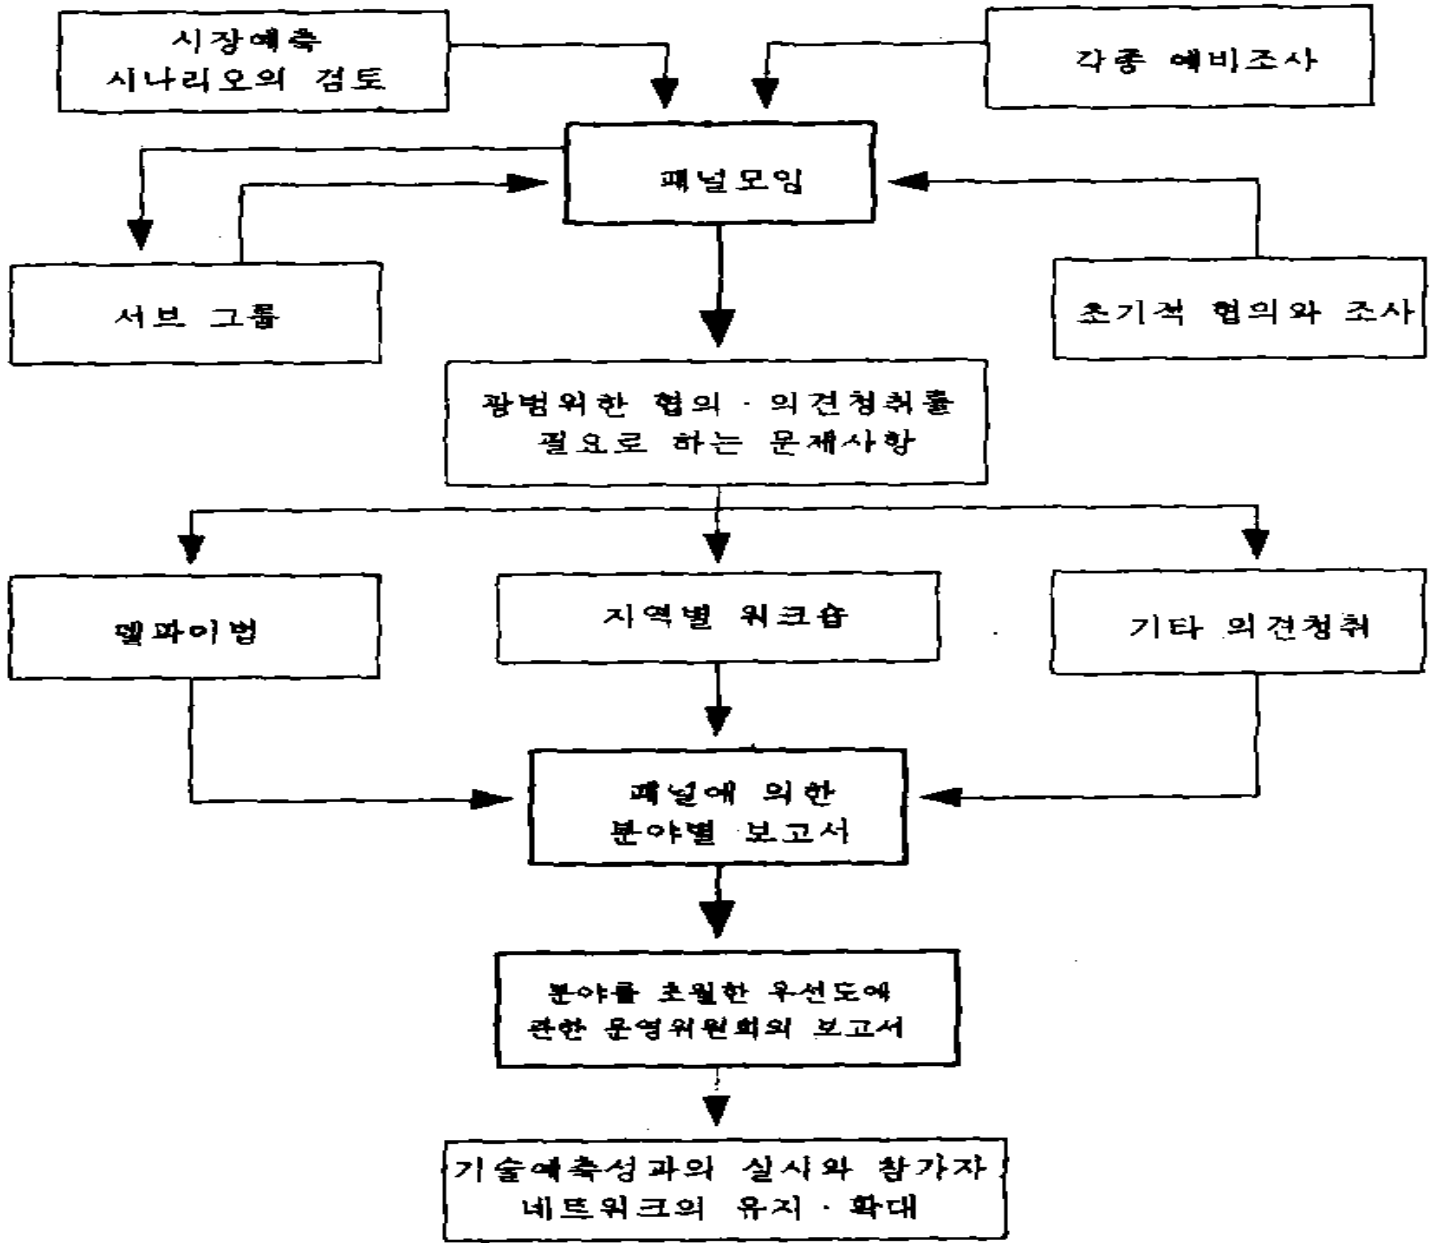 시장예측
시나리오의 검토
각종 예비조사
패널모임
서브 그룹
초기적 협의와 조사
광범위한 협의 · 의견청취를
필요로 하는 문제사항
델파이법
지역별 워크숍
기타 의견청취
패널에 의한
분야별 보고서
분야를 초월한 우선도에
관한 운영위원회의 보고서
기술예측성과의 실시와 참가자
네트워크의 유지 · 확대